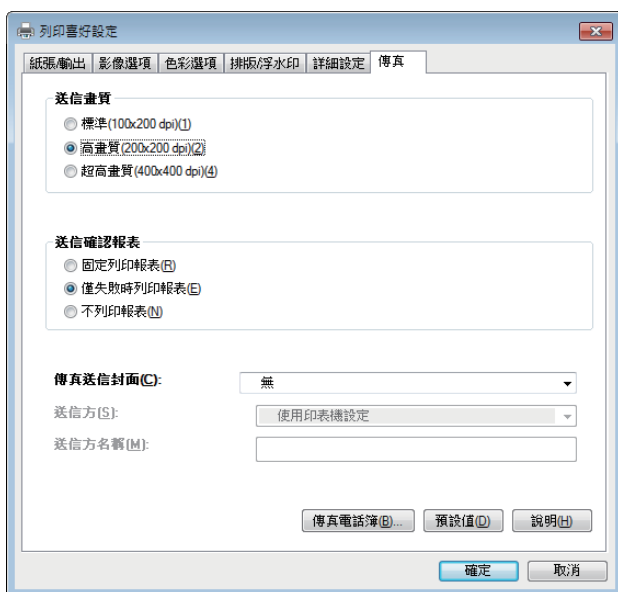 列印喜好設定
紙張/輸出 影像選項 色彩選項 排版/浮水印 詳細設定 傳真
送信畫質
標準(100x200 dpi)(1)
高畫質(200x200 dpi)(2)
超高畫質(400x400 dpi)(4)
送信確認報表
固定列印報表(R)
僅失敗時列印報表(E)
不列印報表(N)
傳真送信封面(C): 無
送信方(S): 使用印表機設定
送信方名稱(M):
傳真電話簿(B)... 預設值(D) 說明(H)
確定 取消